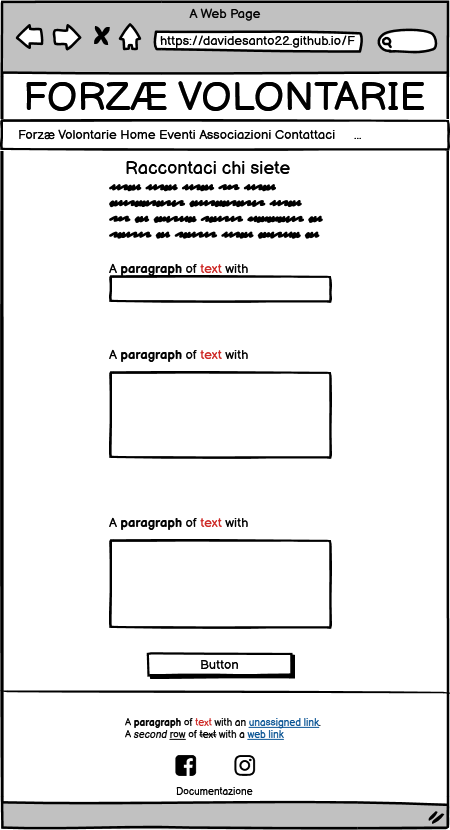 A Web Page
https://davidesanto22.github.io/F
FORZÆ VOLONTARIE
Forzæ Volontarie Home Eventi Associazioni Contattaci ...
Raccontaci chi siete
A paragraph of text with
A paragraph of text with
A paragraph of text with
Button
A paragraph of text with an unassigned link.
A second row of text with a web link
Documentazione